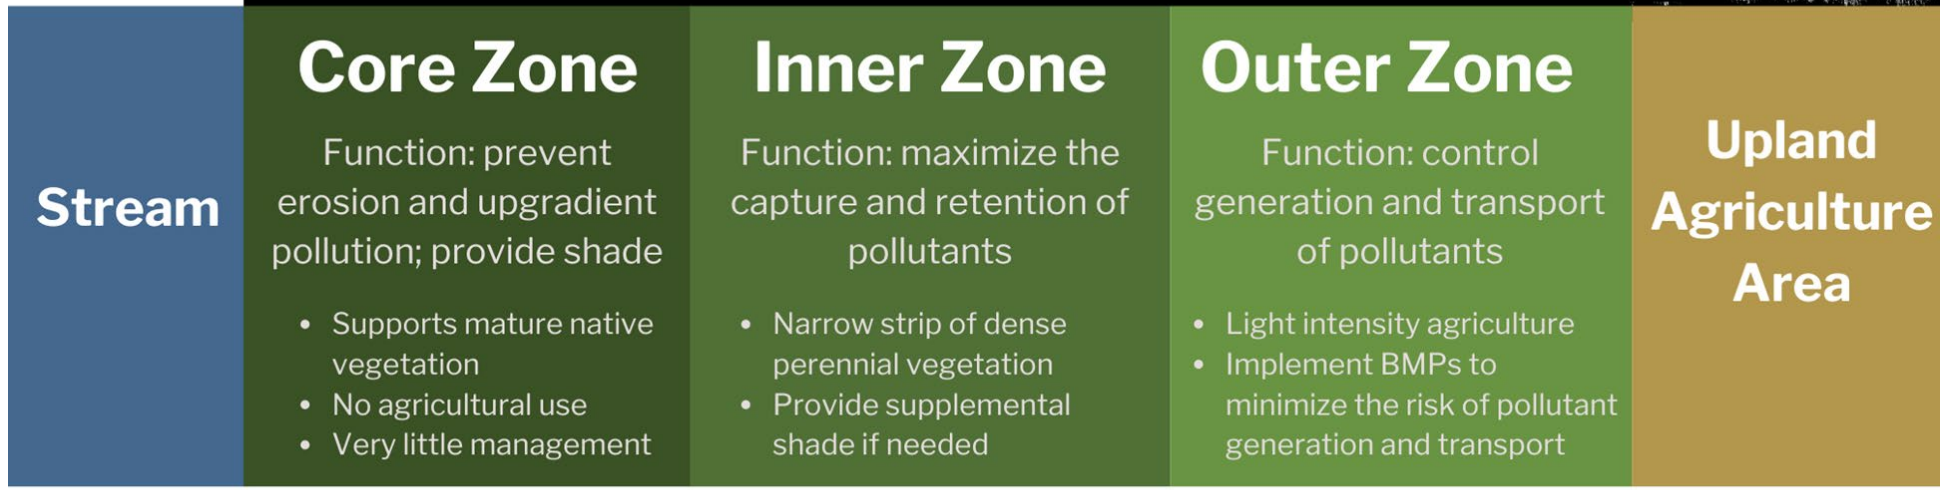 Stream
Core Zone
Function: prevent
erosion and upgradient
pollution; provide shade
• Supports mature native
vegetation
• No agricultural use
• Very little management
Inner Zone
Function: maximize the
capture and retention of
pollutants
• Narrow strip of dense
perennial vegetation
• Provide supplemental
shade if needed
Outer Zone
Function: control
generation and transport
of pollutants
• Light intensity agriculture
• Implement BMPs to
minimize the risk of pollutant
generation and transport
Upland
Agriculture
Area